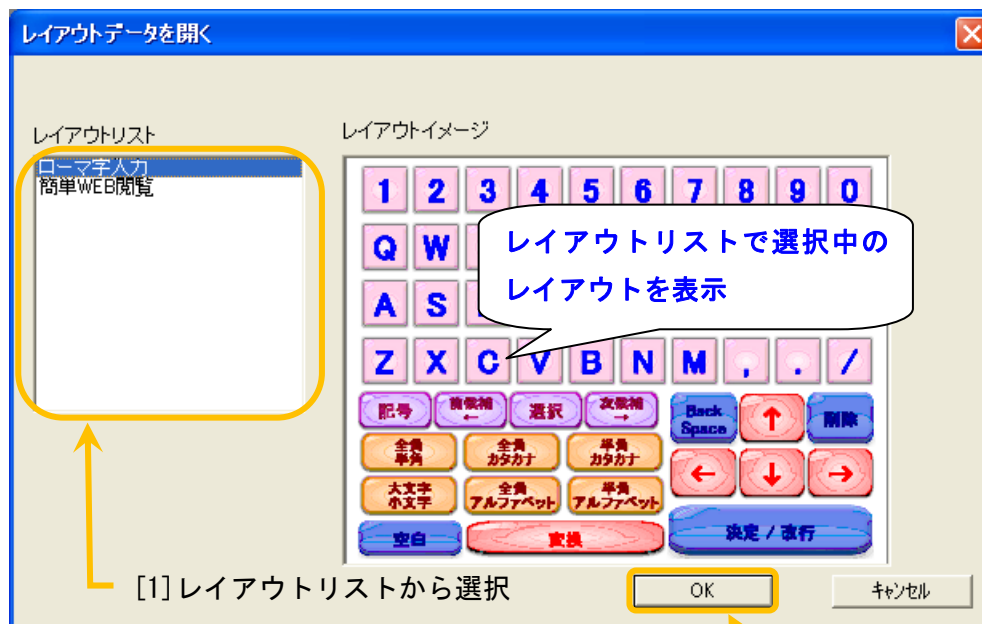 レイアウトデータを開く
レイアウトリスト
レイアウトイメージ
ローマ字入力
簡単WEB閲覧
1 2 3 4 5 6 7 8 9 0
Q W
レイアウトリストで選択中の
レイアウトを表示
A S
Z X C V B N M , . /
記号 前候補 ← 選択 次候補 → Back Space ↑ 削除
全角 半角 全角 カタカナ 半角 カタカナ ← ↓ →
大文字 小文字 全角 アルファベット 半角 アルファベット
空白 変換 決定 / 改行
[1]レイアウトリストから選択
OK
キャンセル